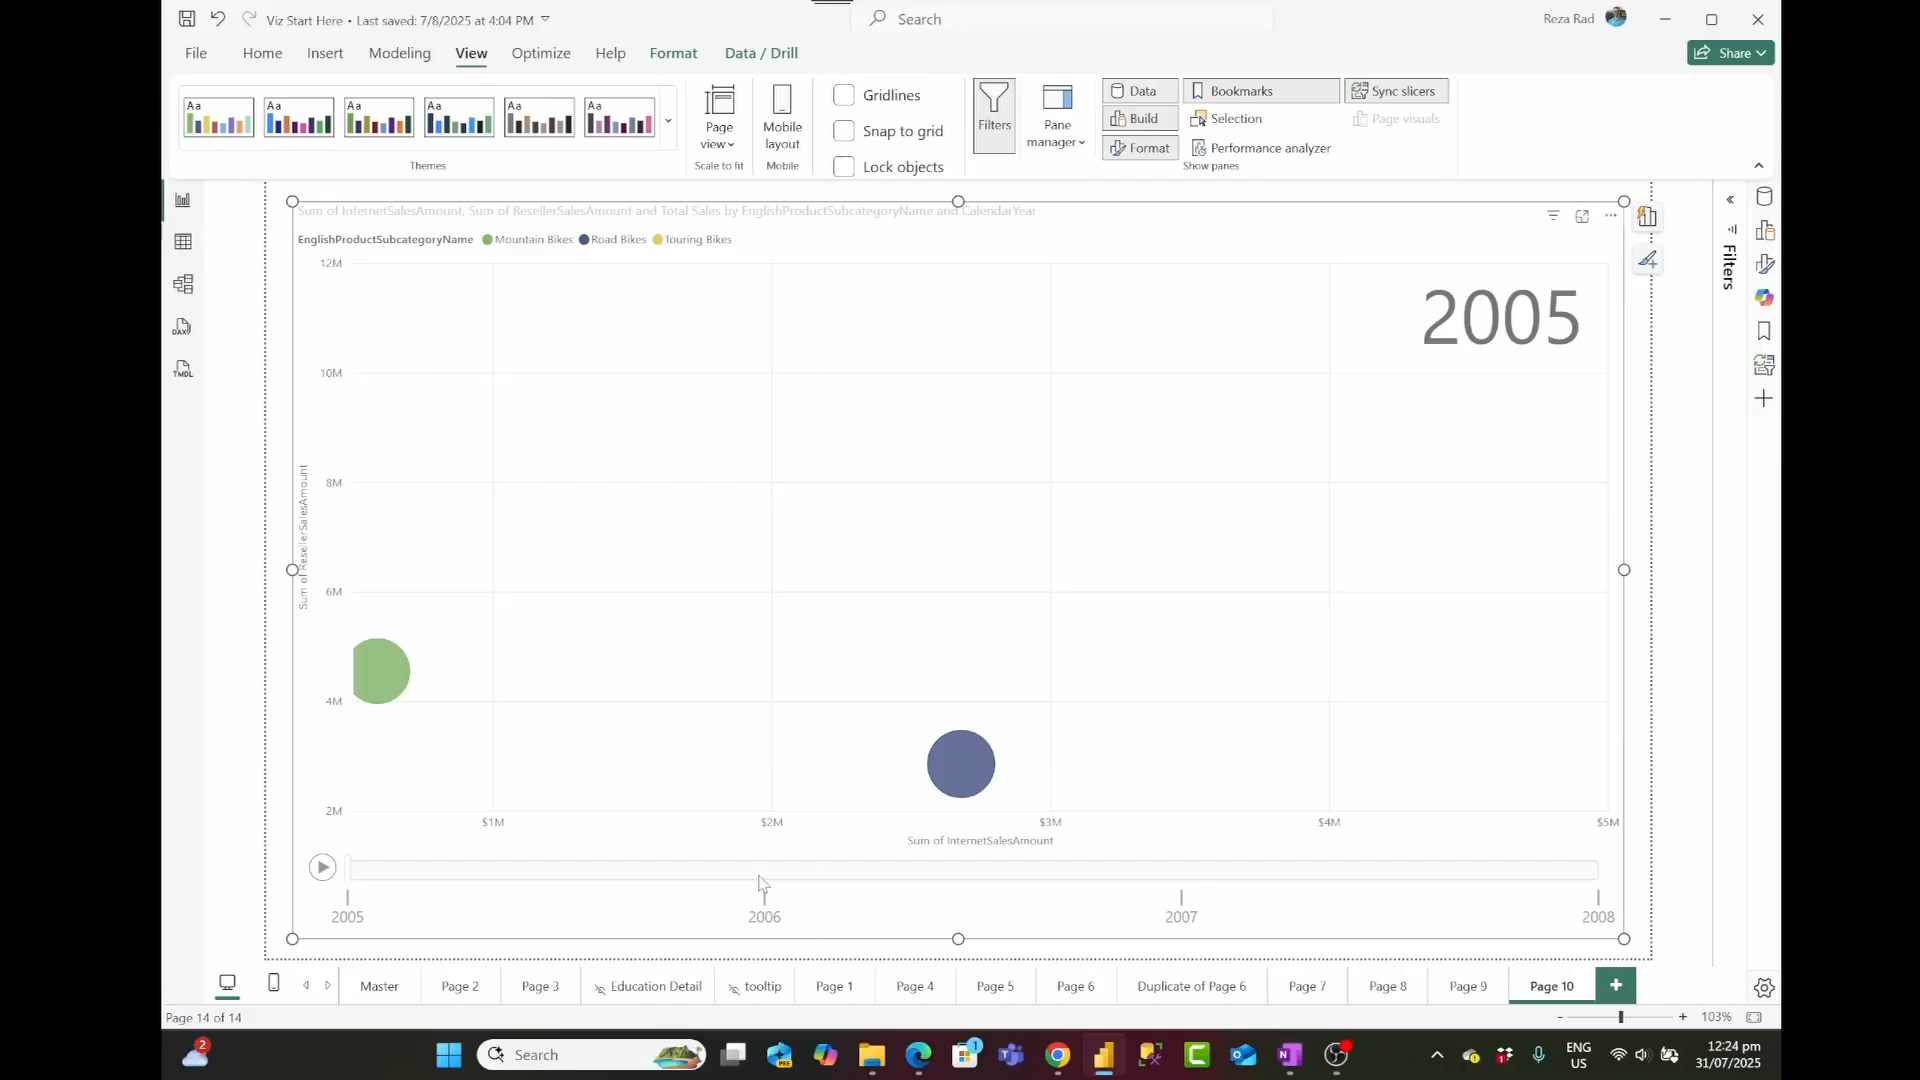 Viz Start Here • Last saved: 7/8/2025 at 4:04 PM
Search
Reza Rad
File Home Insert Modeling View Optimize Help Format Data / Drill
Share
Aa Aa Aa Aa Aa Aa
Page view
Mobile layout
Gridlines
Snap to grid
Lock objects
Filters
Pane manager
Data
Build
Format
Bookmarks
Selection
Performance analyzer
Sync slicers
Page visuals
Themes
Scale to fit
Mobile
Show panes
DAX
TMDL
Sum of InternetSalesAmount, Sum of ResellerSalesAmount and Total Sales by EnglishProductSubcategoryName and CalendarYear
EnglishProductSubcategoryName Mountain Bikes Road Bikes Touring Bikes
2005
12M
10M
8M
6M
4M
2M
Sum of ResellerSalesAmount
$1M $2M $3M $4M $5M
Sum of InternetSalesAmount
2005 2006 2007 2008
Filters
Master Page 2 Page 3 Education Detail tooltip Page 1 Page 4 Page 5 Page 6 Duplicate of Page 6 Page 7 Page 8 Page 9 Page 10
Page 14 of 14
- + 103%
2
Search
PRE
1
1
ENG
US
12:24 pm
31/07/2025